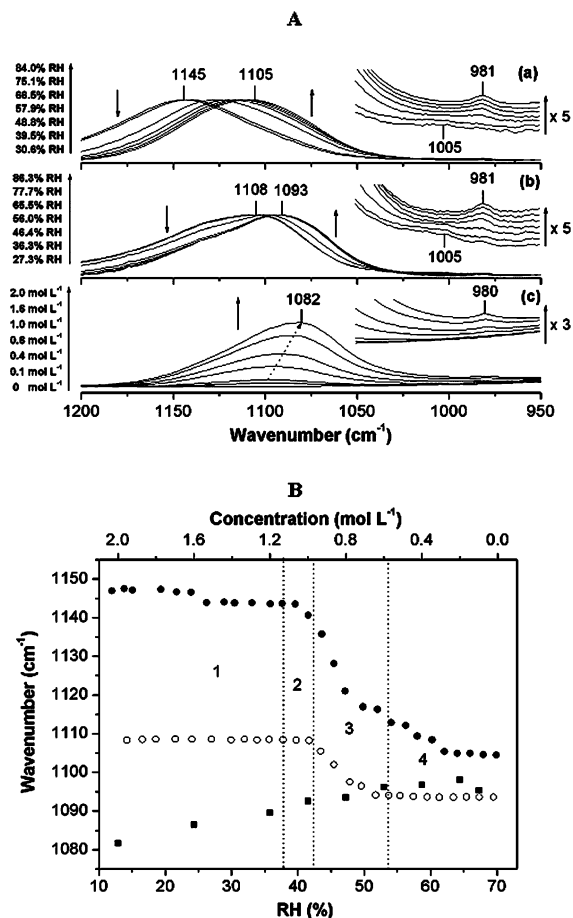 A
84.0% RH
75.1% RH
66.5% RH
57.9% RH
48.8% RH
39.5% RH
30.6% RH
1145
1105
981
(a)
x 5
1005
86.3% RH
77.7% RH
65.5% RH
56.0% RH
46.4% RH
36.3% RH
27.3% RH
1108
1093
981
(b)
x 5
1005
2.0 mol L-1
1.6 mol L-1
1.0 mol L-1
0.6 mol L-1
0.4 mol L-1
0.1 mol L-1
0 mol L-1
1082
980
(c)
x 3
1200 1150 1100 1050 1000 950
Wavenumber (cm-1)
B
Concentration (mol L-1)
2.0 1.6 1.2 0.8 0.4 0.0
1150
1140
1130
1120
1110
1100
1090
1080
Wavenumber (cm-1)
1
2
3
4
10 20 30 40 50 60 70
RH (%)